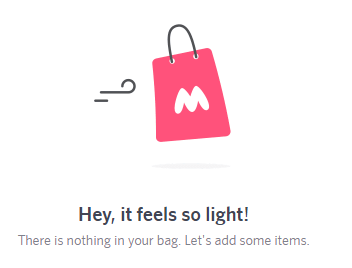 M
Hey, it feels so light!
There is nothing in your bag. Let's add some items.